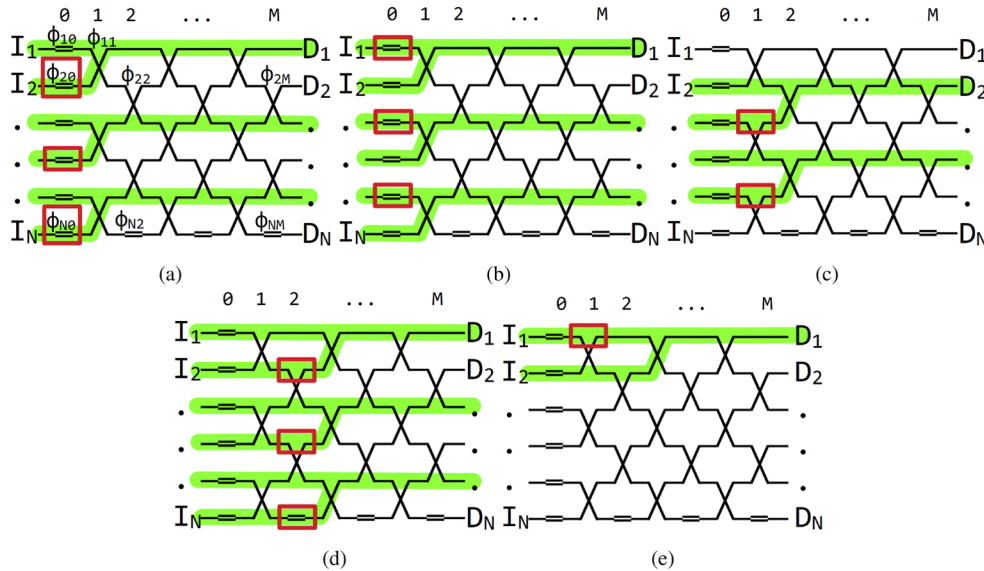 0 1 2 ... M
I1 ϕ10 ϕ11 D1
I2 ϕ20 ϕ22 ϕ2M D2
. .
. .
. .
IN ϕN0 ϕN2 ϕNM DN
(a)
0 1 2 ... M
I1 D1
I2 D2
. .
. .
. .
IN DN
(b)
0 1 2 ... M
I1 D1
I2 D2
. .
. .
. .
IN DN
(c)
0 1 2 ... M
I1 D1
I2 D2
. .
. .
. .
IN DN
(d)
0 1 2 ... M
I1 D1
I2 D2
. .
. .
. .
IN DN
(e)